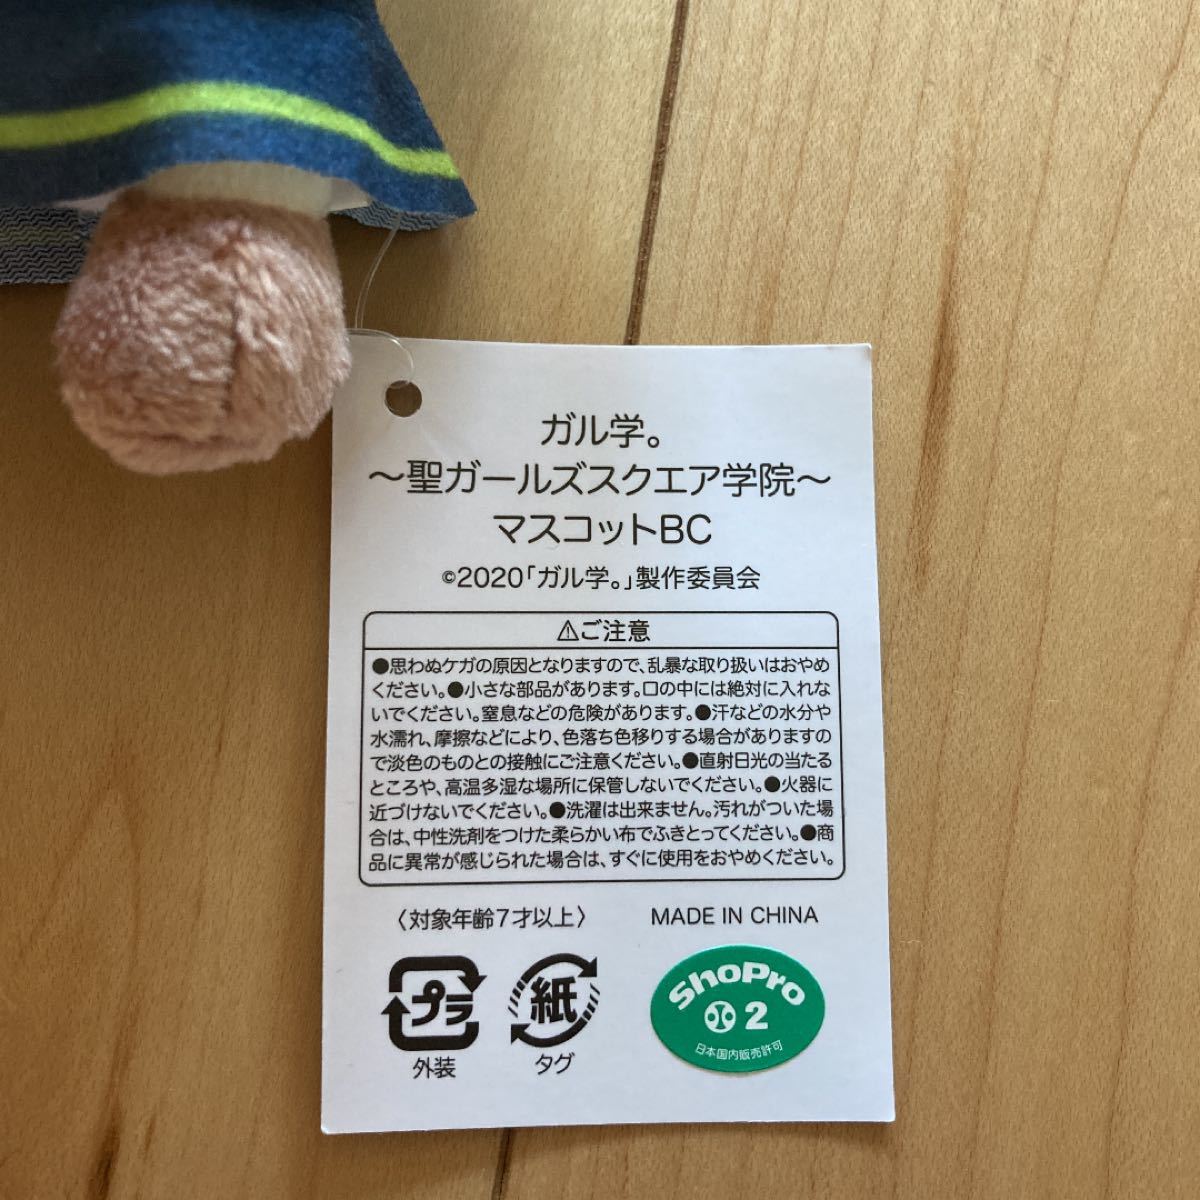 ガル学。
～聖ガールズスクエア学院～
マスコットBC
©2020「ガル学。」製作委員会
⚠ご注意
●思わぬケガの原因となりますので、乱暴な取り扱いはおやめ
ください。●小さな部品があります。口の中には絶対に入れな
いでください。窒息などの危険があります。●汗などの水分や
水濡れ、摩擦などにより、色落ち色移りする場合がありますの
で淡色のものとの接触にご注意ください。●直射日光の当たる
ところや、高温多湿な場所に保管しないでください。●火器に
近づけないでください。●洗濯は出来ません。汚れがついた場
合は、中性洗剤をつけた柔らかい布でふきとってください。●商
品に異常が感じられた場合は、すぐに使用をおやめください。
〈対象年齢7才以上〉 MADE IN CHINA
プラ
外装
紙
タグ
ShoPro
2
日本国内販売許可